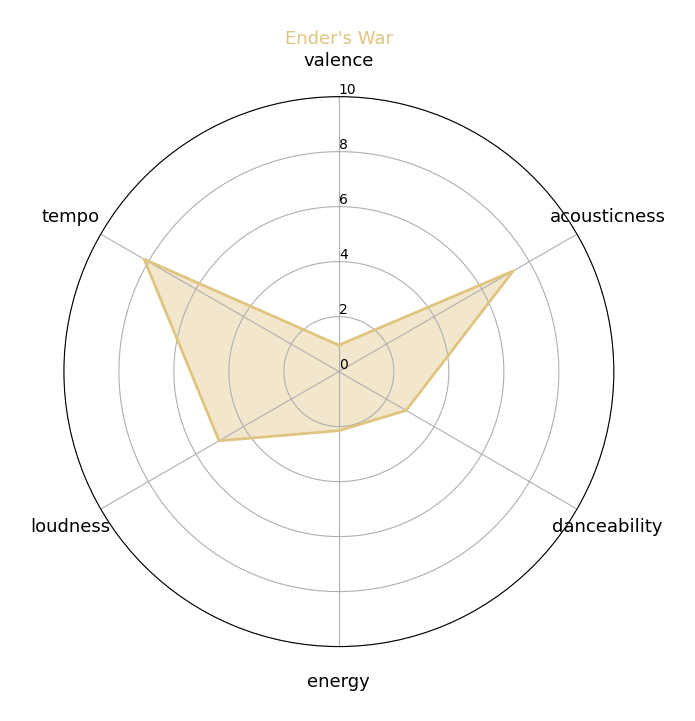 Ender's War
valence
10
8
6
4
2
0
tempo
acousticness
loudness
danceability
energy